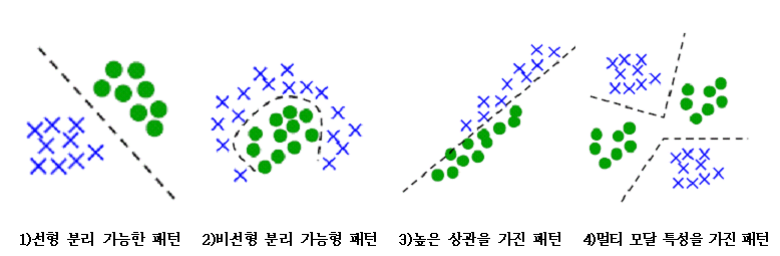 1)선형 분리 가능한 패턴
2)비선형 분리 가능형 패턴
3)높은 상관을 가진 패턴
4)멀티 모달 특성을 가진 패턴